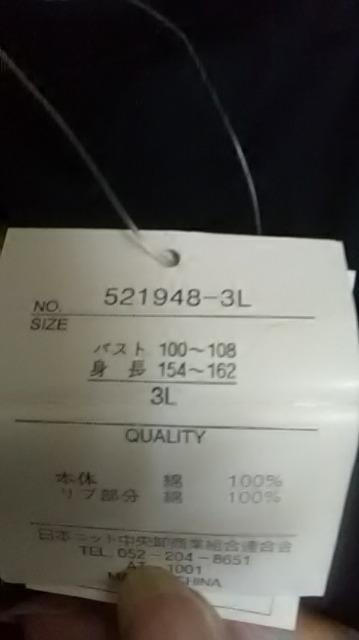 NO. 521948-3L
SIZE
バスト 100~108
身長 154~162
3L
QUALITY
本体 綿 100%
リブ部分 綿 100%
日本ニット中央卸商業組合連合会
TEL 052-204-8651
1001
CHINA